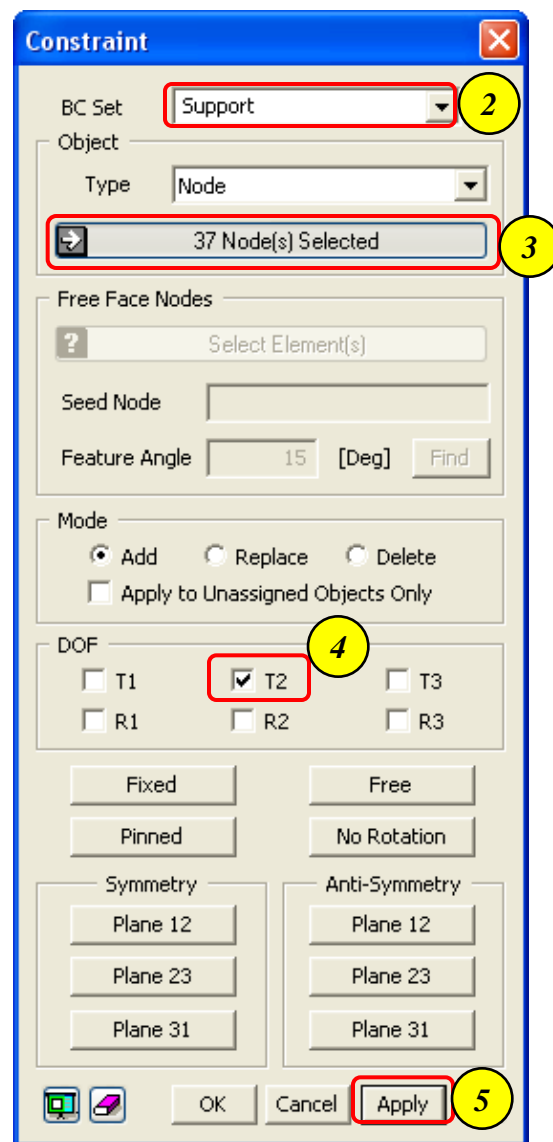 Constraint
BC Set Support 2
Object
Type Node
37 Node(s) Selected 3
Free Face Nodes
? Select Element(s)
Seed Node
Feature Angle 15 [Deg] Find
Mode
Add Replace Delete
Apply to Unassigned Objects Only
DOF 4
T1 T2 T3
R1 R2 R3
Fixed Free
Pinned No Rotation
Symmetry Anti-Symmetry
Plane 12 Plane 12
Plane 23 Plane 23
Plane 31 Plane 31
OK Cancel Apply 5